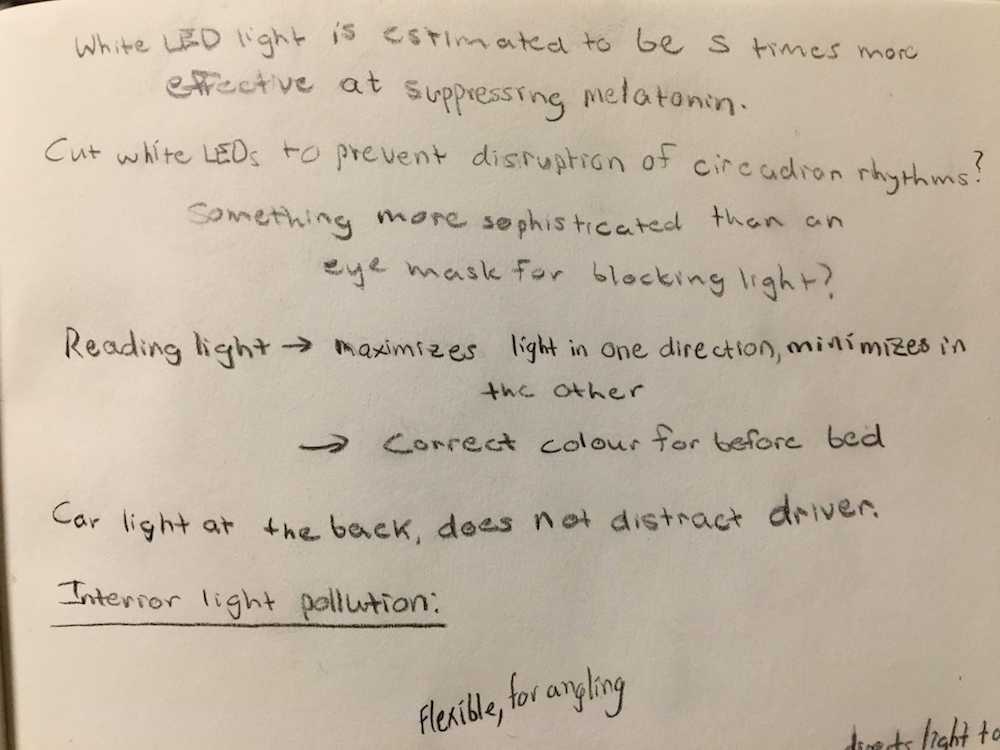 White LED light is estimated to be 5 times more
effective at suppressing melatonin.
Cut white LEDs to prevent disruption of circadian rhythms?
Something more sophisticated than an
eye mask for blocking light?
Reading light → maximizes light in one direction, minimizes in
the other
→ Correct colour for before bed
Car light at the back, does not distract driver.
Interior light pollution:
Flexible, for angling
light to